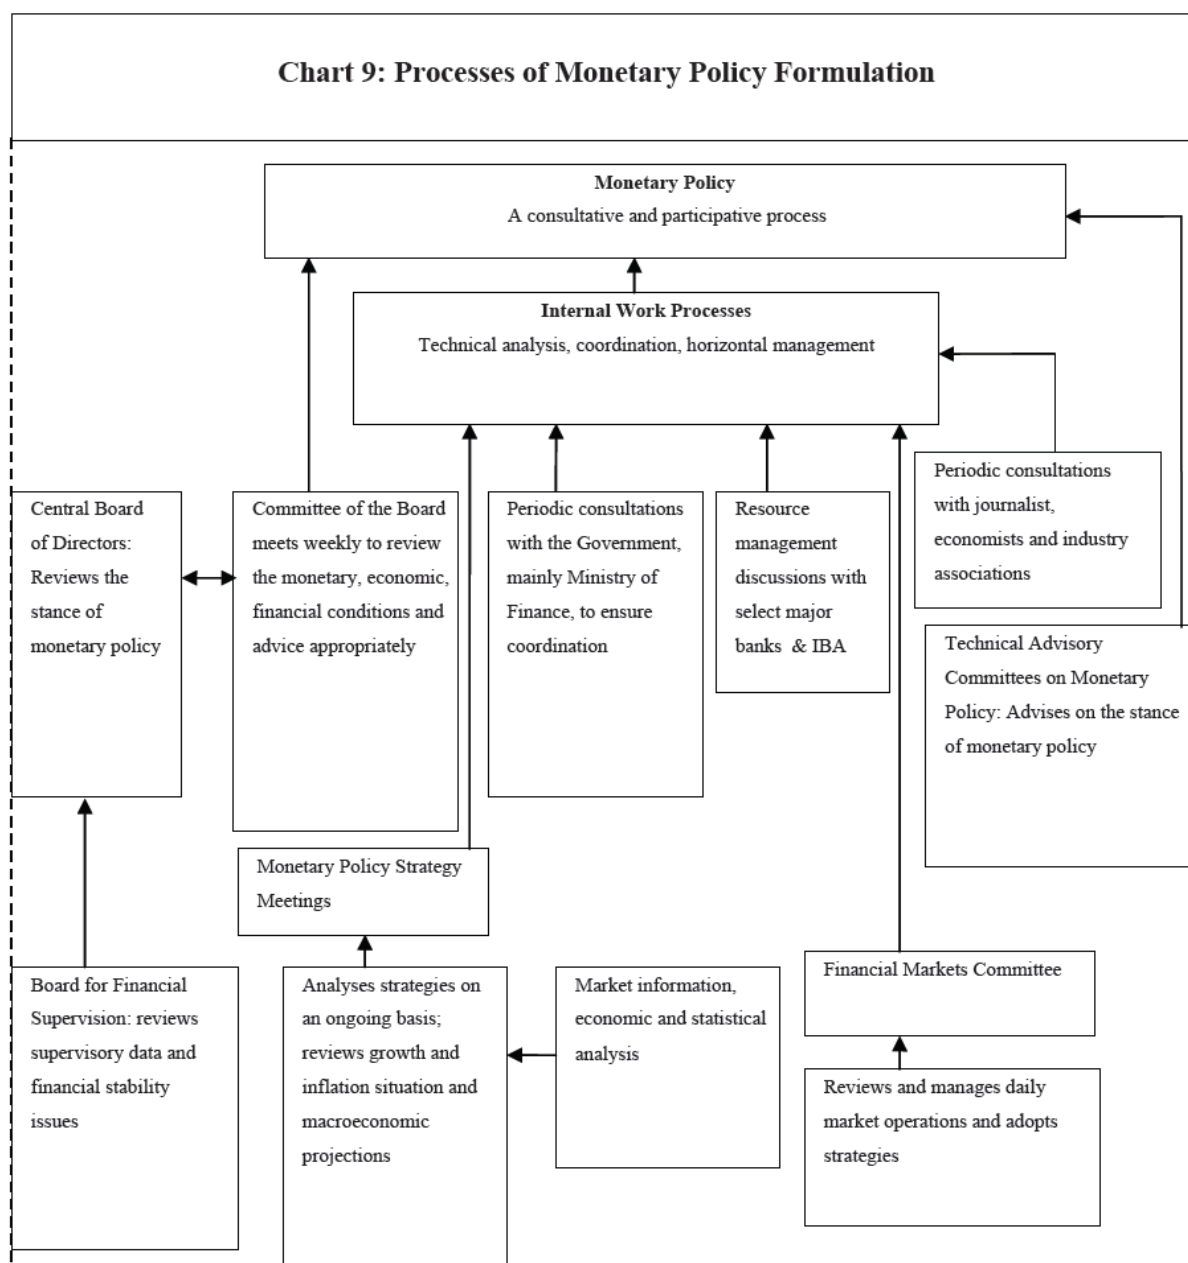 Chart 9: Processes of Monetary Policy Formulation
Monetary Policy
A consultative and participative process
Internal Work Processes
Technical analysis, coordination, horizontal management
Periodic consultations
with journalist,
economists and industry
associations
Central Board
of Directors:
Reviews the
stance of
monetary policy
Committee of the Board
meets weekly to review
the monetary, economic,
financial conditions and
advice appropriately
Periodic consultations
with the Government,
mainly Ministry of
Finance, to ensure
coordination
Resource
management
discussions with
select major
banks & IBA
Technical Advisory
Committees on Monetary
Policy: Advises on the stance
of monetary policy
Monetary Policy Strategy
Meetings
Board for Financial
Supervision: reviews
supervisory data and
financial stability
issues
Analyses strategies on
an ongoing basis;
reviews growth and
inflation situation and
macroeconomic
projections
Market information,
economic and statistical
analysis
Financial Markets Committee
Reviews and manages daily
market operations and adopts
strategies